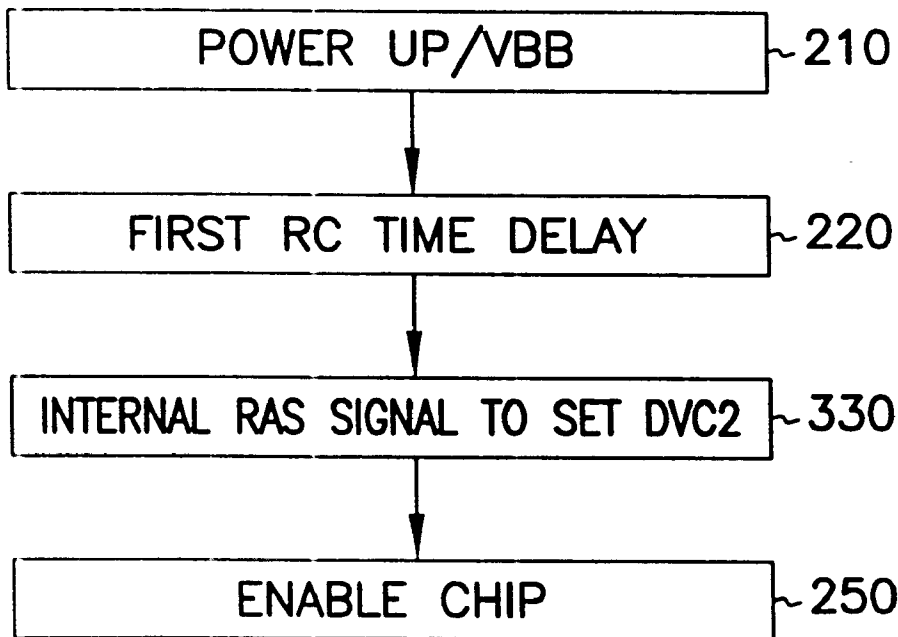 POWER UP/VBB 210
FIRST RC TIME DELAY 220
INTERNAL RAS SIGNAL TO SET DVC2 330
ENABLE CHIP 250